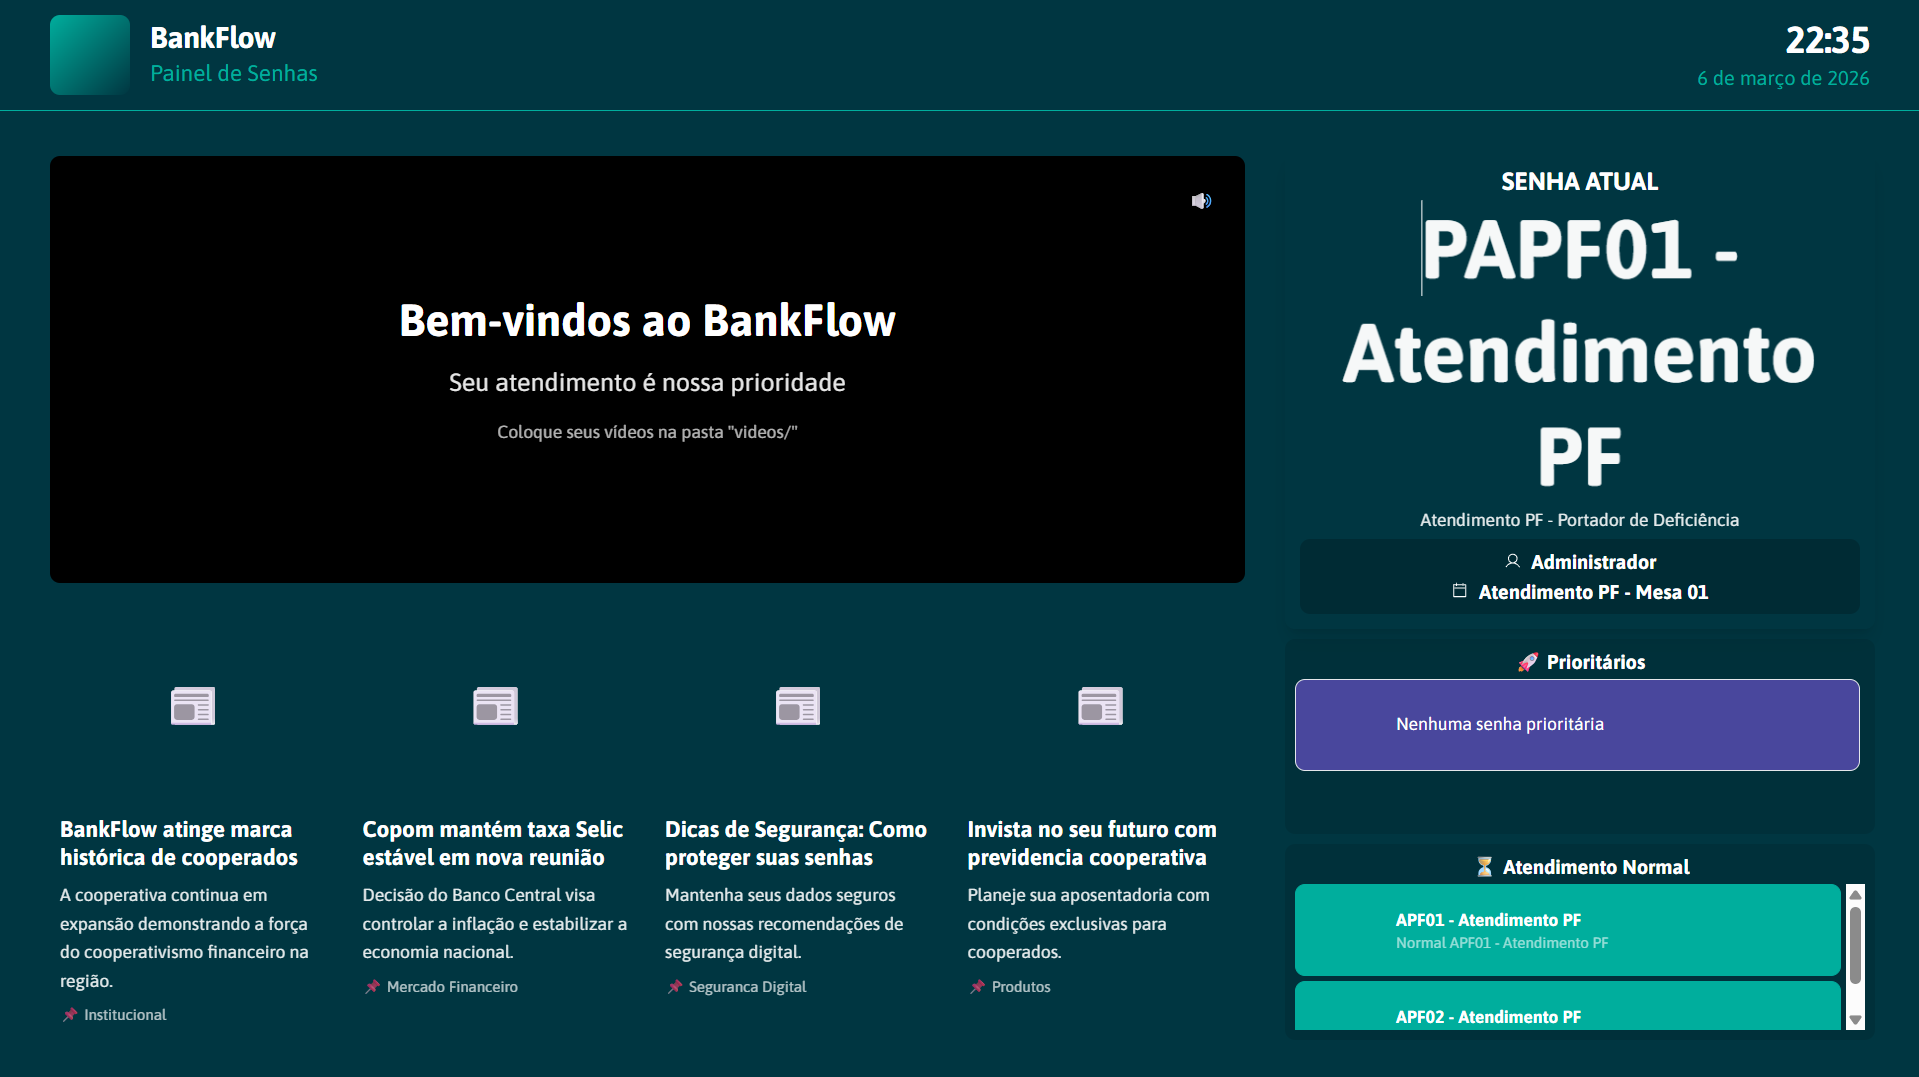 BankFlow
Painel de Senhas
22:35
6 de março de 2026
Bem-vindos ao BankFlow
Seu atendimento é nossa prioridade
Coloque seus vídeos na pasta "videos/"
BankFlow atinge marca
histórica de cooperados
A cooperativa continua em
expansão demonstrando a força
do cooperativismo financeiro na
região.
Institucional
Copom mantém taxa Selic
estável em nova reunião
Decisão do Banco Central visa
controlar a inflação e estabilizar a
economia nacional.
Mercado Financeiro
Dicas de Segurança: Como
proteger suas senhas
Mantenha seus dados seguros
com nossas recomendações de
segurança digital.
Seguranca Digital
Invista no seu futuro com
previdencia cooperativa
Planeje sua aposentadoria com
condições exclusivas para
cooperados.
Produtos
SENHA ATUAL
PAPF01 -
Atendimento
PF
Atendimento PF - Portador de Deficiência
Administrador
Atendimento PF - Mesa 01
Prioritários
Nenhuma senha prioritária
Atendimento Normal
APF01 - Atendimento PF
Normal APF01 - Atendimento PF
APF02 - Atendimento PF